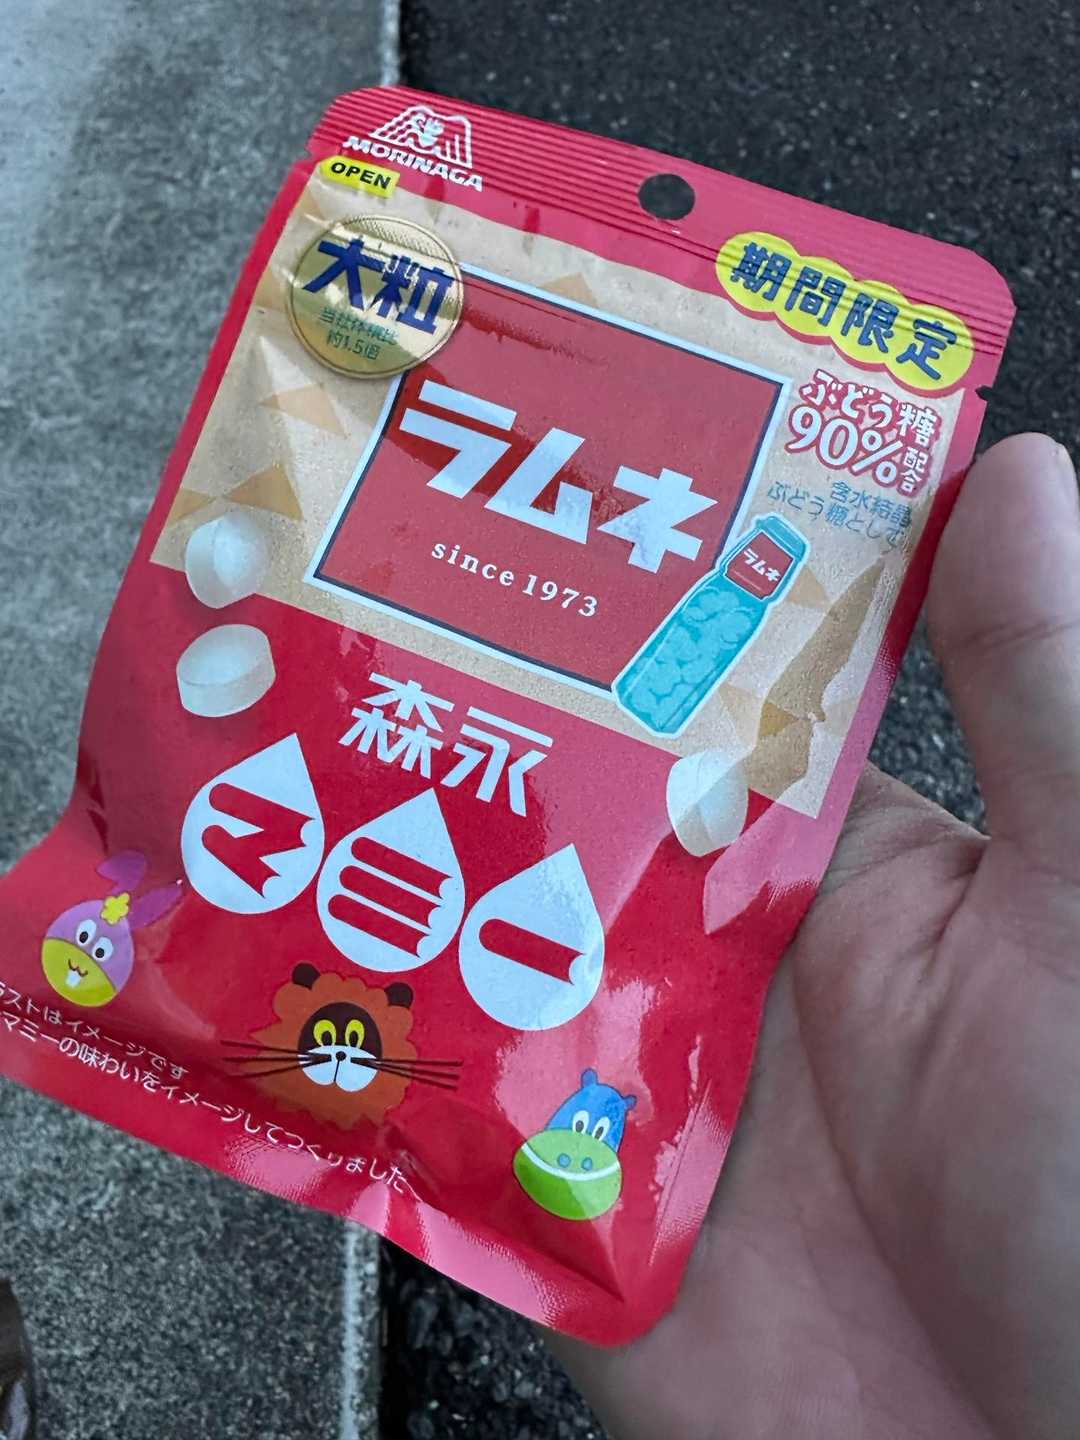 MORINAGA
OPEN
大粒
当社体積比
約1.5倍
期間限定
ぶどう糖
90%配合
含水結晶
ぶどう糖として
ラムネ
since 1973
ラムネ
森永
マミー
ラストはイメージです
マミーの味わいをイメージしてつくりました。